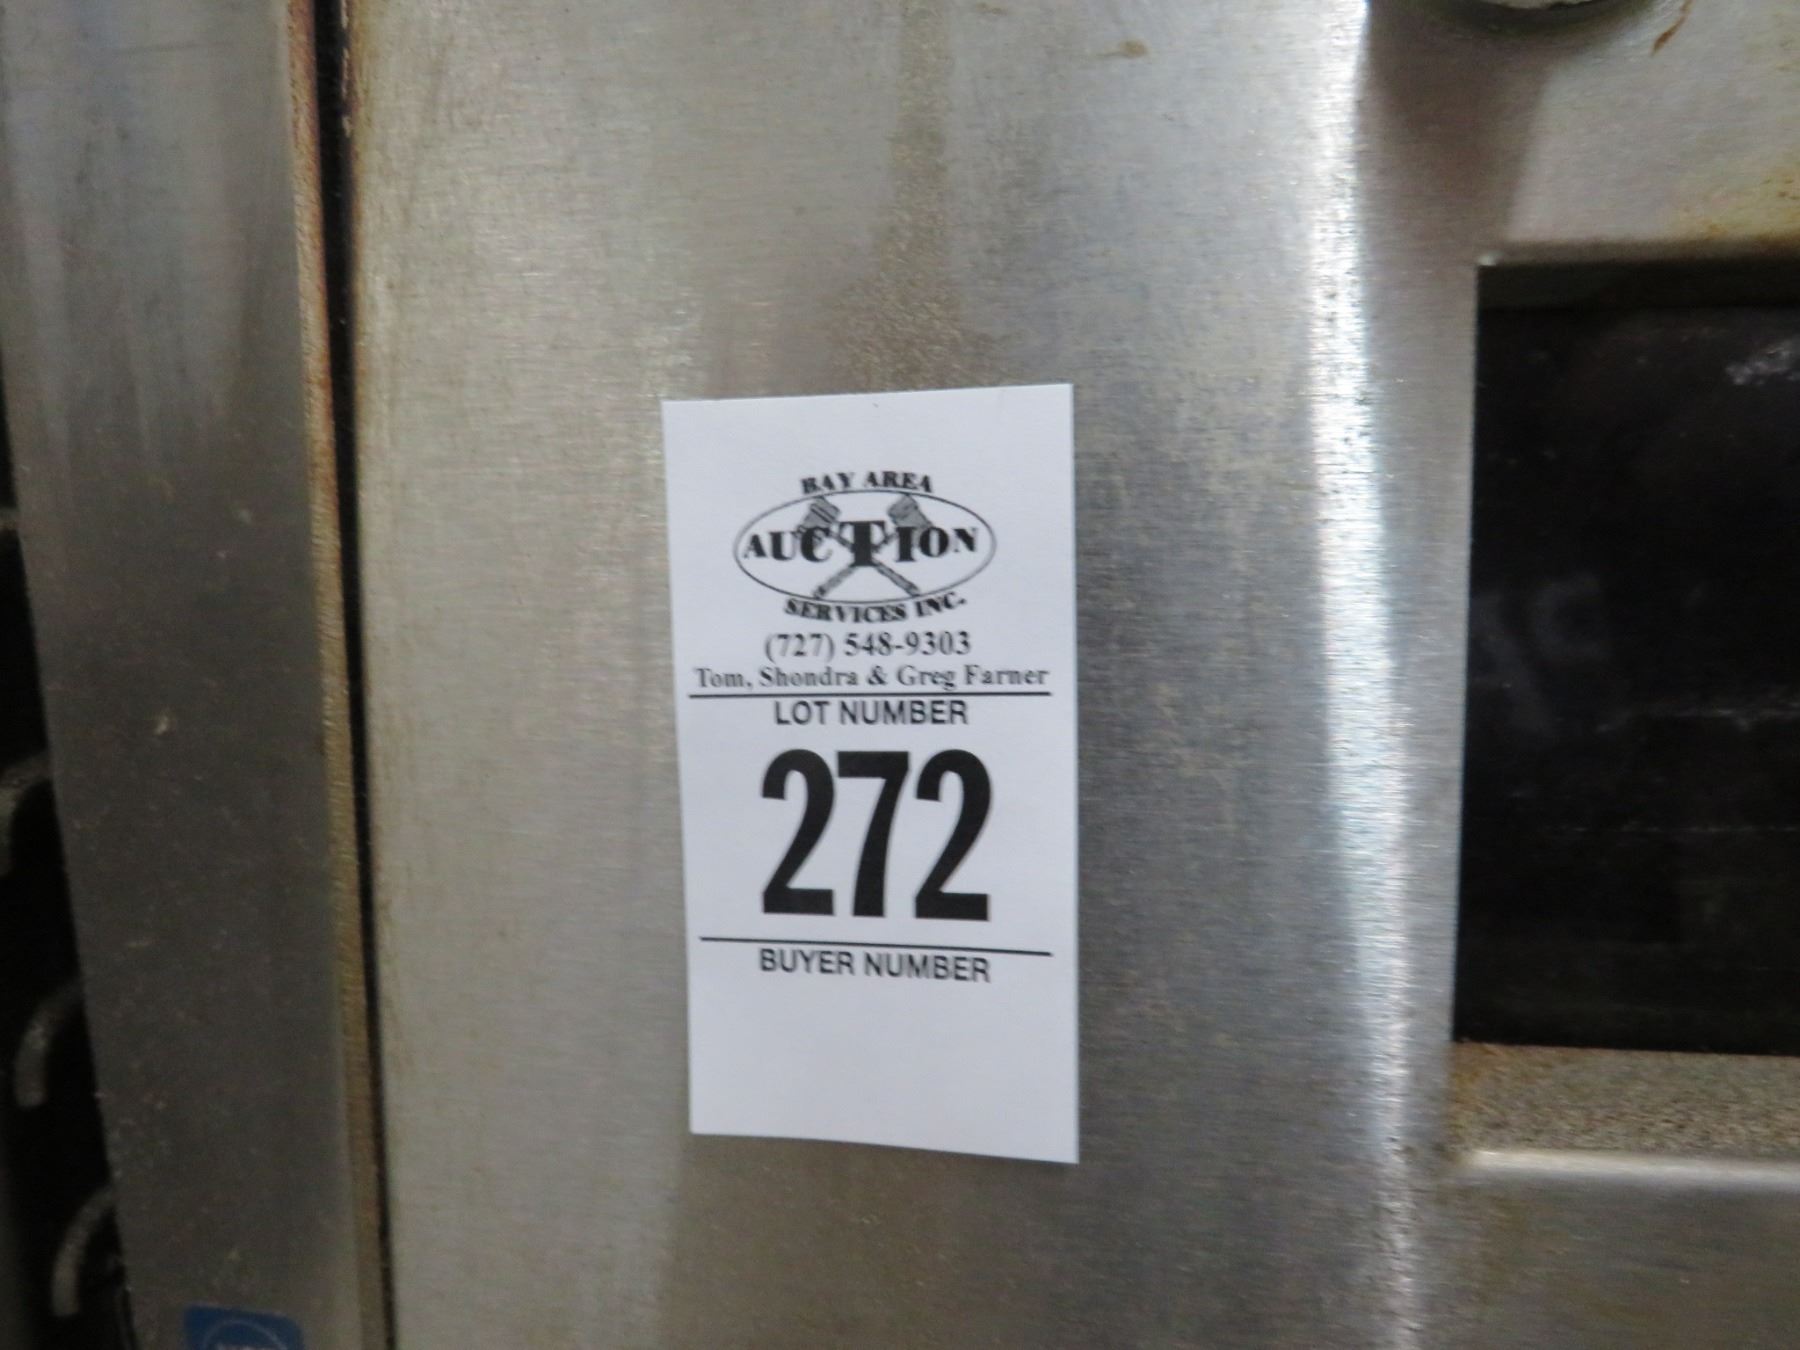 BAY AREA
AUCTION
SERVICES INC.
(727) 548-9303
Tom, Shondra & Greg Farner
LOT NUMBER
272
BUYER NUMBER